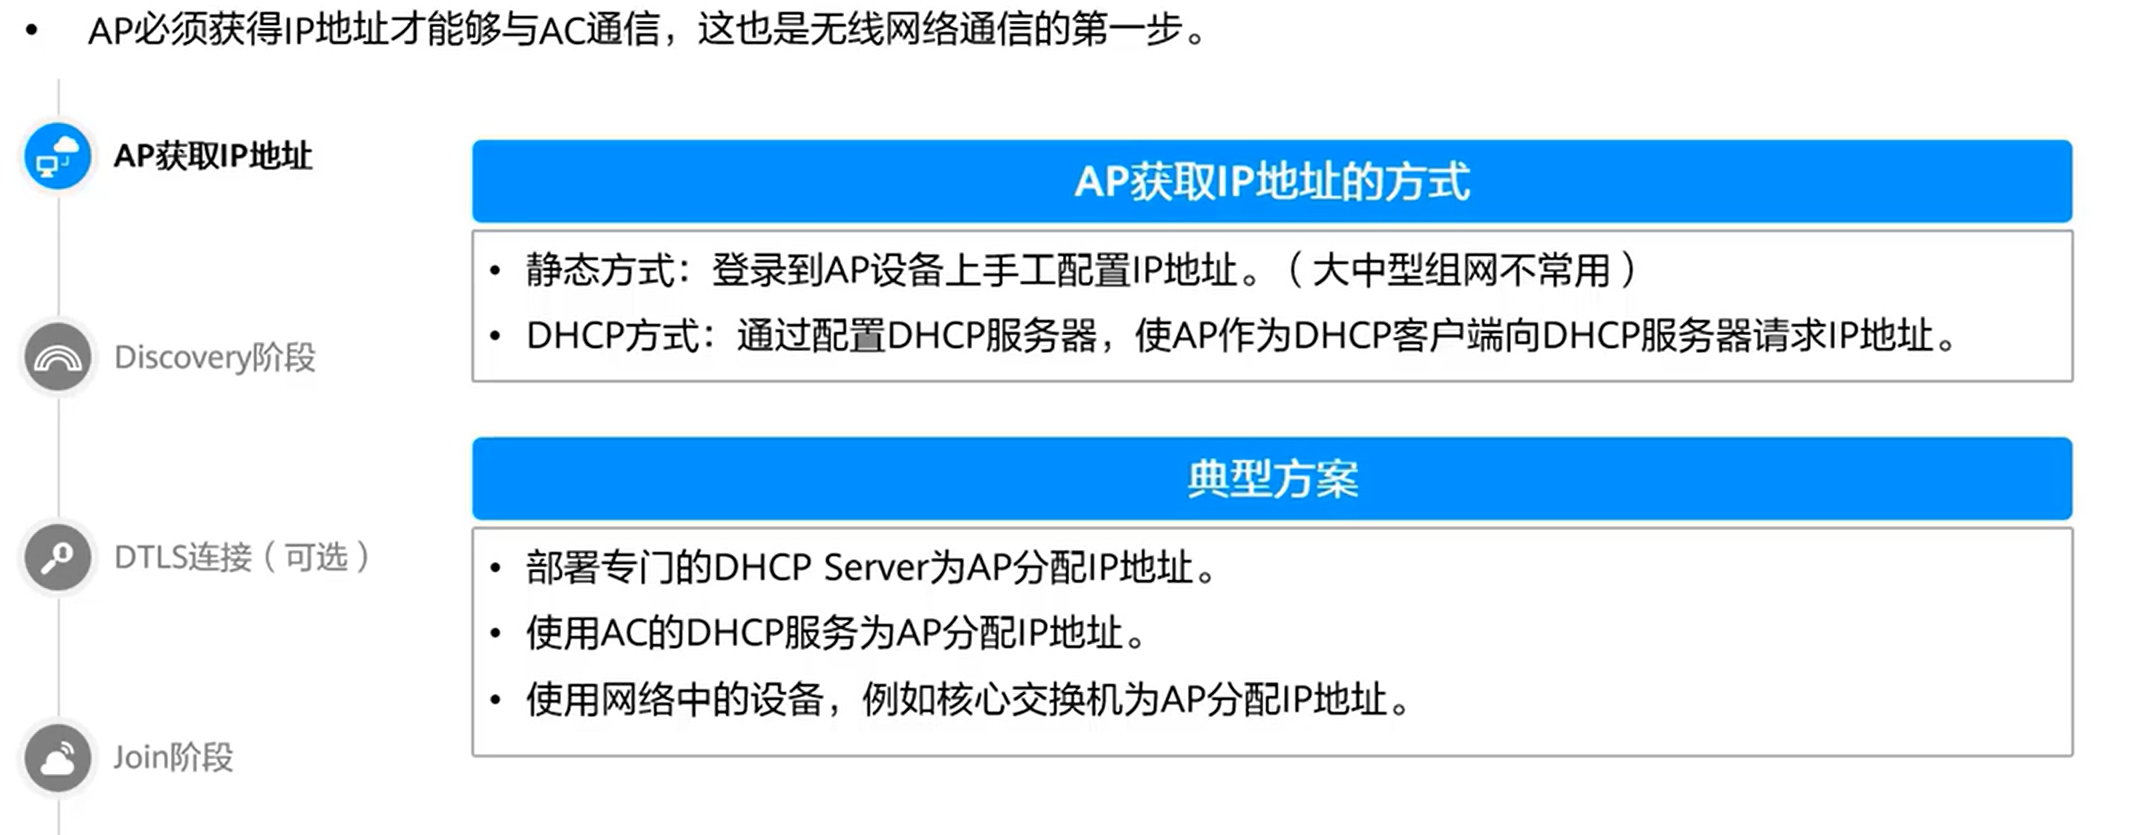 • AP必须获得IP地址才能够与AC通信，这也是无线网络通信的第一步。
AP获取IP地址
Discovery阶段
DTLS连接（可选）
Join阶段
AP获取IP地址的方式
• 静态方式：登录到AP设备上手工配置IP地址。（大中型组网不常用）
• DHCP方式：通过配置DHCP服务器，使AP作为DHCP客户端向DHCP服务器请求IP地址。
典型方案
• 部署专门的DHCP Server为AP分配IP地址。
• 使用AC的DHCP服务为AP分配IP地址。
• 使用网络中的设备，例如核心交换机为AP分配IP地址。